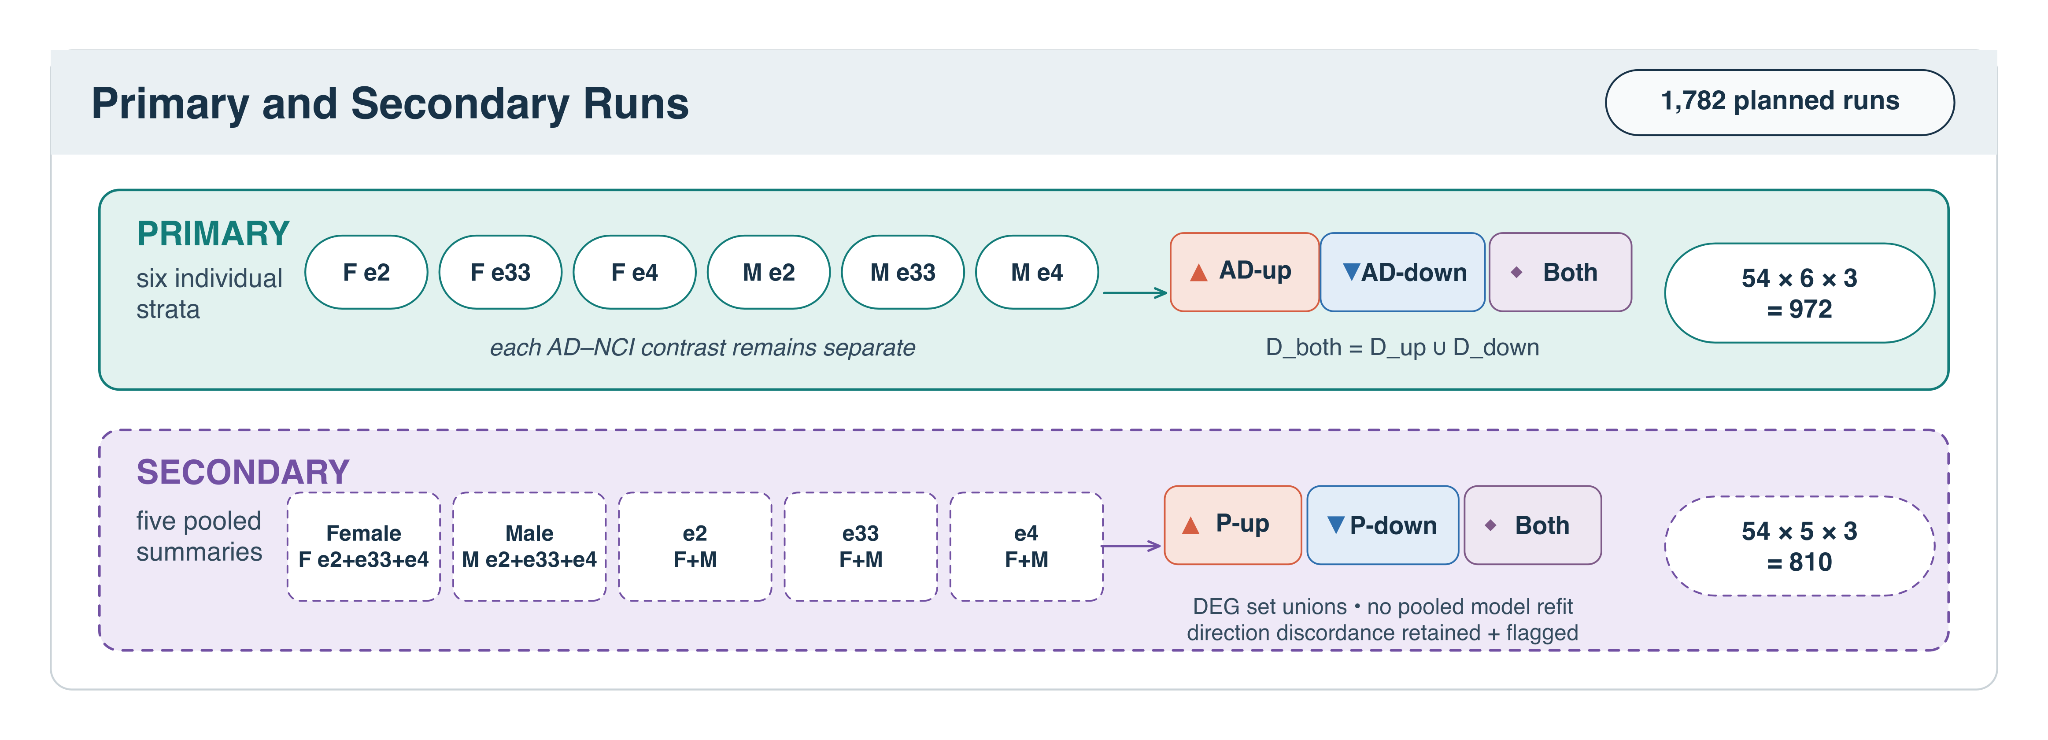 Primary and Secondary Runs
1,782 planned runs
PRIMARY
six individual
strata
F e2
F e33
F e4
M e2
M e33
M e4
▲ AD-up
▼AD-down
◆ Both
54 × 6 × 3
= 972
each AD–NCI contrast remains separate
D_both = D_up ∪ D_down
SECONDARY
five pooled
summaries
Female
F e2+e33+e4
Male
M e2+e33+e4
e2
F+M
e33
F+M
e4
F+M
▲ P-up
▼P-down
◆ Both
54 × 5 × 3
= 810
DEG set unions • no pooled model refit
direction discordance retained + flagged